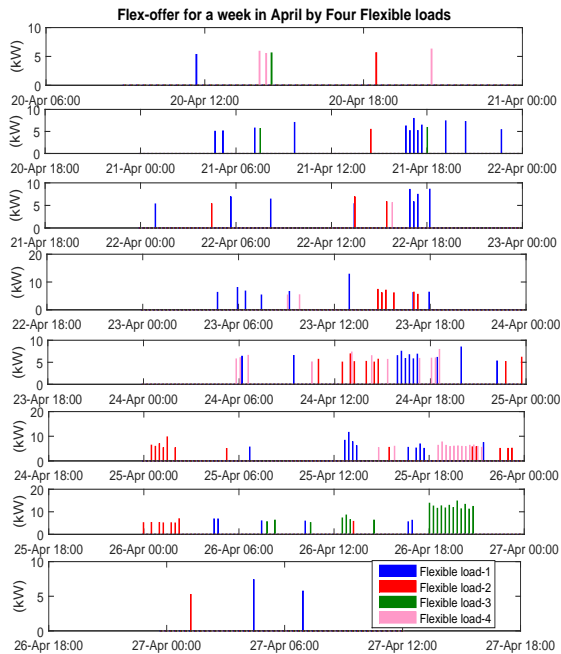 Flex-offer for a week in April by Four Flexible loads
(kW)
10
5
0
20-Apr 06:00 20-Apr 12:00 20-Apr 18:00 21-Apr 00:00
(kW)
10
5
0
20-Apr 18:00 21-Apr 00:00 21-Apr 06:00 21-Apr 12:00 21-Apr 18:00 22-Apr 00:00
(kW)
10
5
0
21-Apr 18:00 22-Apr 00:00 22-Apr 06:00 22-Apr 12:00 22-Apr 18:00 23-Apr 00:00
(kW)
20
10
0
22-Apr 18:00 23-Apr 00:00 23-Apr 06:00 23-Apr 12:00 23-Apr 18:00 24-Apr 00:00
(kW)
10
5
0
23-Apr 18:00 24-Apr 00:00 24-Apr 06:00 24-Apr 12:00 24-Apr 18:00 25-Apr 00:00
(kW)
20
10
0
24-Apr 18:00 25-Apr 00:00 25-Apr 06:00 25-Apr 12:00 25-Apr 18:00 26-Apr 00:00
(kW)
20
10
0
25-Apr 18:00 26-Apr 00:00 26-Apr 06:00 26-Apr 12:00 26-Apr 18:00 27-Apr 00:00
(kW)
10
5
0
Flexible load-1
Flexible load-2
Flexible load-3
Flexible load-4
26-Apr 18:00 27-Apr 00:00 27-Apr 06:00 27-Apr 12:00 27-Apr 18:00